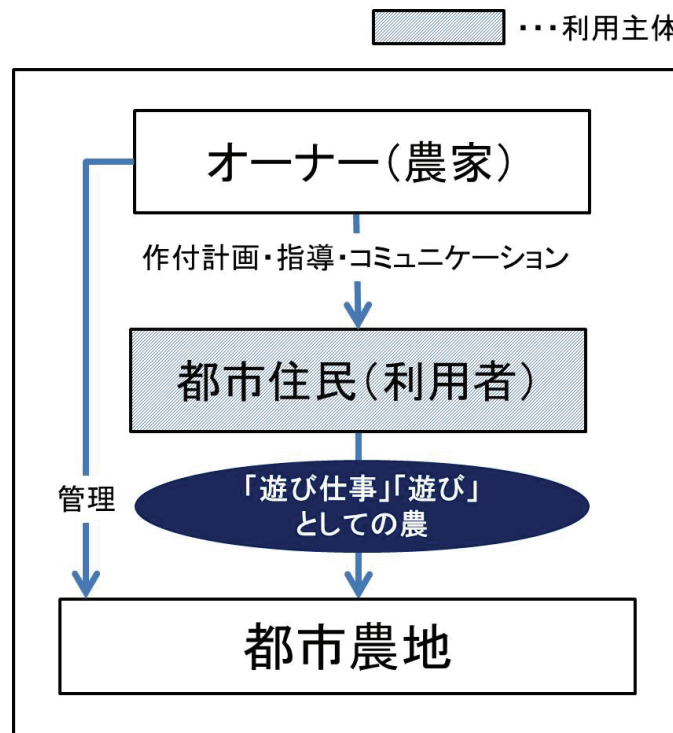 ・・・利用主体
オーナー（農家）
作付計画・指導・コミュニケーション
都市住民（利用者）
「遊び仕事」「遊び」
としての農
管理
都市農地